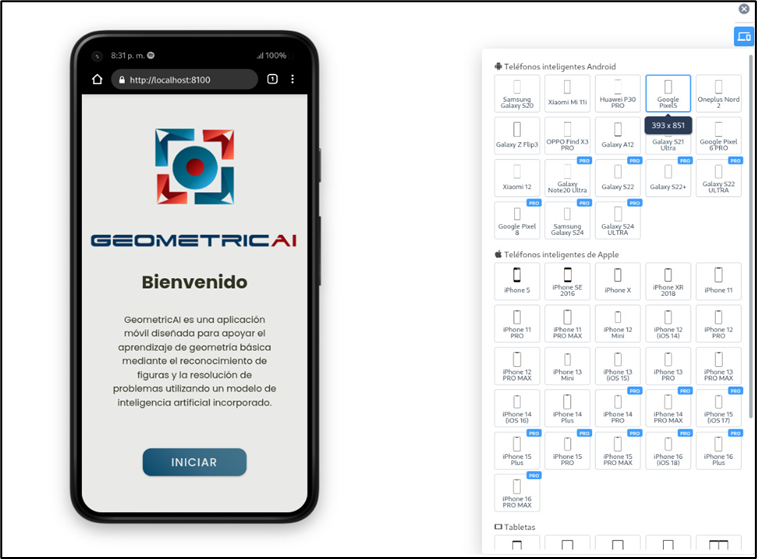 8:31 p. m.
100%
http://localhost:8100
1
GEOMETRICAI
Bienvenido
GeometricAI es una aplicación
móvil diseñada para apoyar el
aprendizaje de geometría básica
mediante el reconocimiento de
figuras y la resolución de
problemas utilizando un modelo de
inteligencia artificial incorporado.
INICIAR
Teléfonos inteligentes Android
Samsung
Galaxy S20
Xiaomi Mi 11i
Huawei P30
PRO
Google
Pixel5
Oneplus Nord
2
393 x 851
Galaxy Z Flip3
OPPO Find X3
PRO
Galaxy A12
Galaxy S21
Ultra
Google Pixel
6 PRO
Xiaomi 12
PRO
Galaxy
Note20 Ultra
PRO
Galaxy S22
PRO
Galaxy S22+
PRO
Galaxy S22
ULTRA
PRO
Google Pixel
8
PRO
Samsung
Galaxy S24
PRO
Galaxy S24
ULTRA
Teléfonos inteligentes de Apple
iPhone 5
iPhone SE
2016
iPhone X
iPhone XR
2018
iPhone 11
iPhone 11
PRO
iPhone 11
PRO MAX
iPhone 12
Mini
iPhone 12
(iOS 14)
iPhone 12
PRO
iPhone 12
PRO MAX
iPhone 13
Mini
iPhone 13
(iOS 15)
iPhone 13
PRO
iPhone 13
PRO MAX
iPhone 14
(iOS 16)
iPhone 14
Plus
PRO
iPhone 14
PRO
PRO
iPhone 14
PRO MAX
PRO
iPhone 15
(iOS 17)
PRO
iPhone 15
Plus
PRO
iPhone 15
PRO
PRO
iPhone 15
PRO MAX
PRO
iPhone 16
(iOS 18)
PRO
iPhone 16
Plus
PRO
iPhone 16
PRO MAX
Tabletas